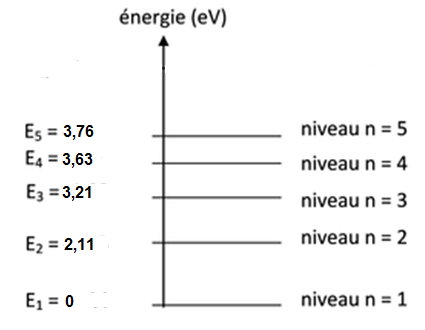 énergie (eV)
E5 = 3,76 niveau n = 5
E4 = 3,63 niveau n = 4
E3 = 3,21 niveau n = 3
E2 = 2,11 niveau n = 2
E1 = 0 niveau n = 1